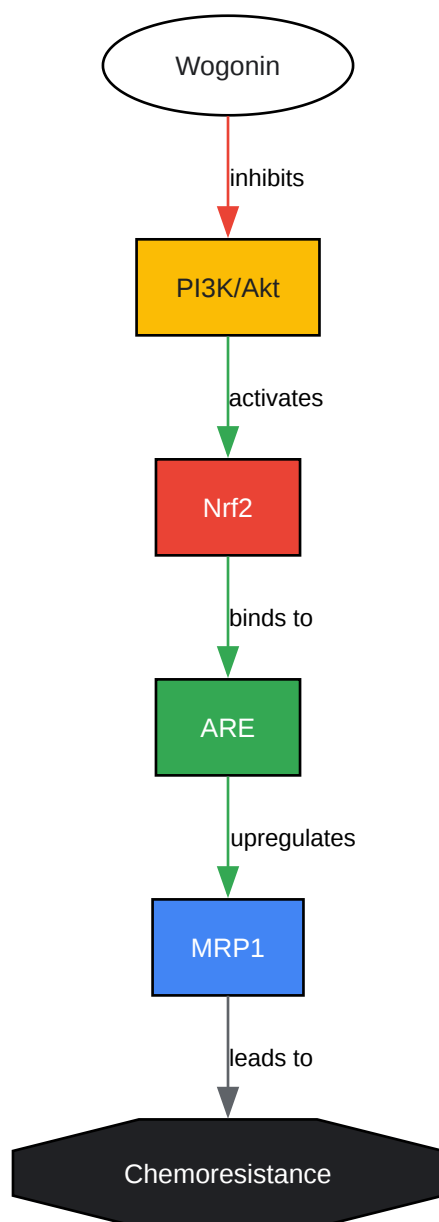 Wogonin
inhibits
PI3K/Akt
activates
Nrf2
binds to
ARE
upregulates
MRP1
leads to
Chemoresistance